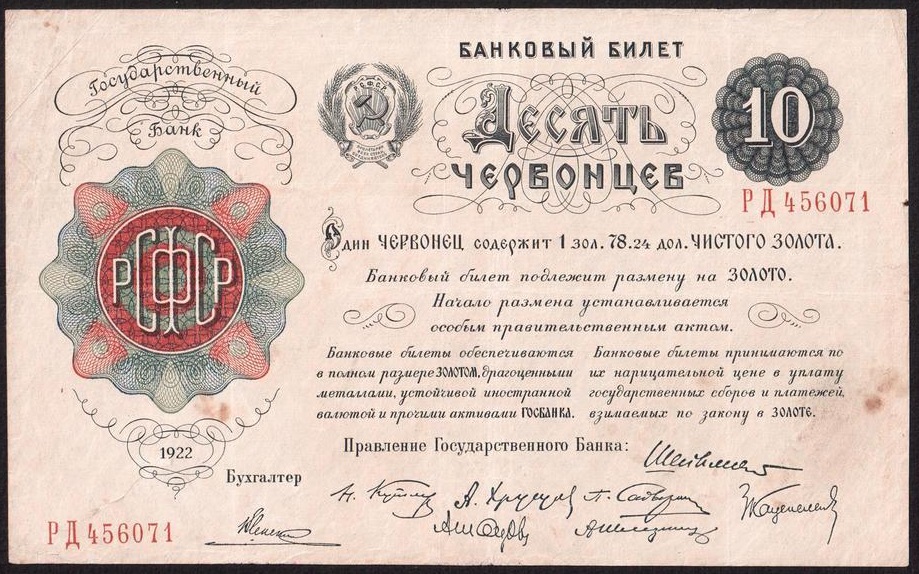 Государственный
Банк
РСФСР
1922
Бухгалтер
РД 456071
БАНКОВЫЙ БИЛЕТ
РСФСР
ДЕСЯТЬ
ЧЕРВОНЦЕВ
10
РД 456071
Один ЧЕРВОНЕЦ содержит 1 зол. 78.24 дол. ЧИСТОГО ЗОЛОТА.
Банковый билет подлежит размену на ЗОЛОТО.
Начало размена устанавливается
особым правительственным актом.
Банковые билеты обеспечиваются
в полном размере ЗОЛОТОМ, драгоценными
металлами, устойчивой иностранной
валютой и прочими активами ГОСБАНКА.
Банковые билеты принимаются по
их нарицательной цене в уплату
государственных сборов и платежей,
взимаемых по закону в ЗОЛОТЕ.
Правление Государственного Банка: